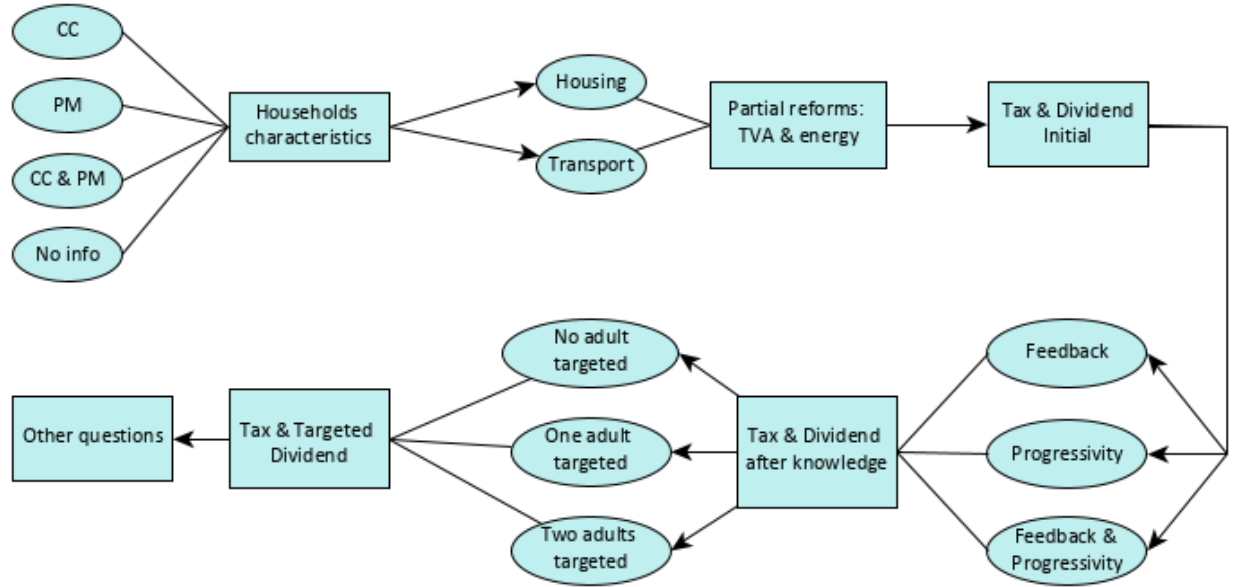 CC
PM
CC & PM
No info
Households
characteristics
Housing
Transport
Partial reforms:
TVA & energy
Tax & Dividend
Initial
Feedback
Progressivity
Feedback &
Progressivity
Tax & Dividend
after knowledge
No adult
targeted
One adult
targeted
Two adults
targeted
Tax & Targeted
Dividend
Other questions